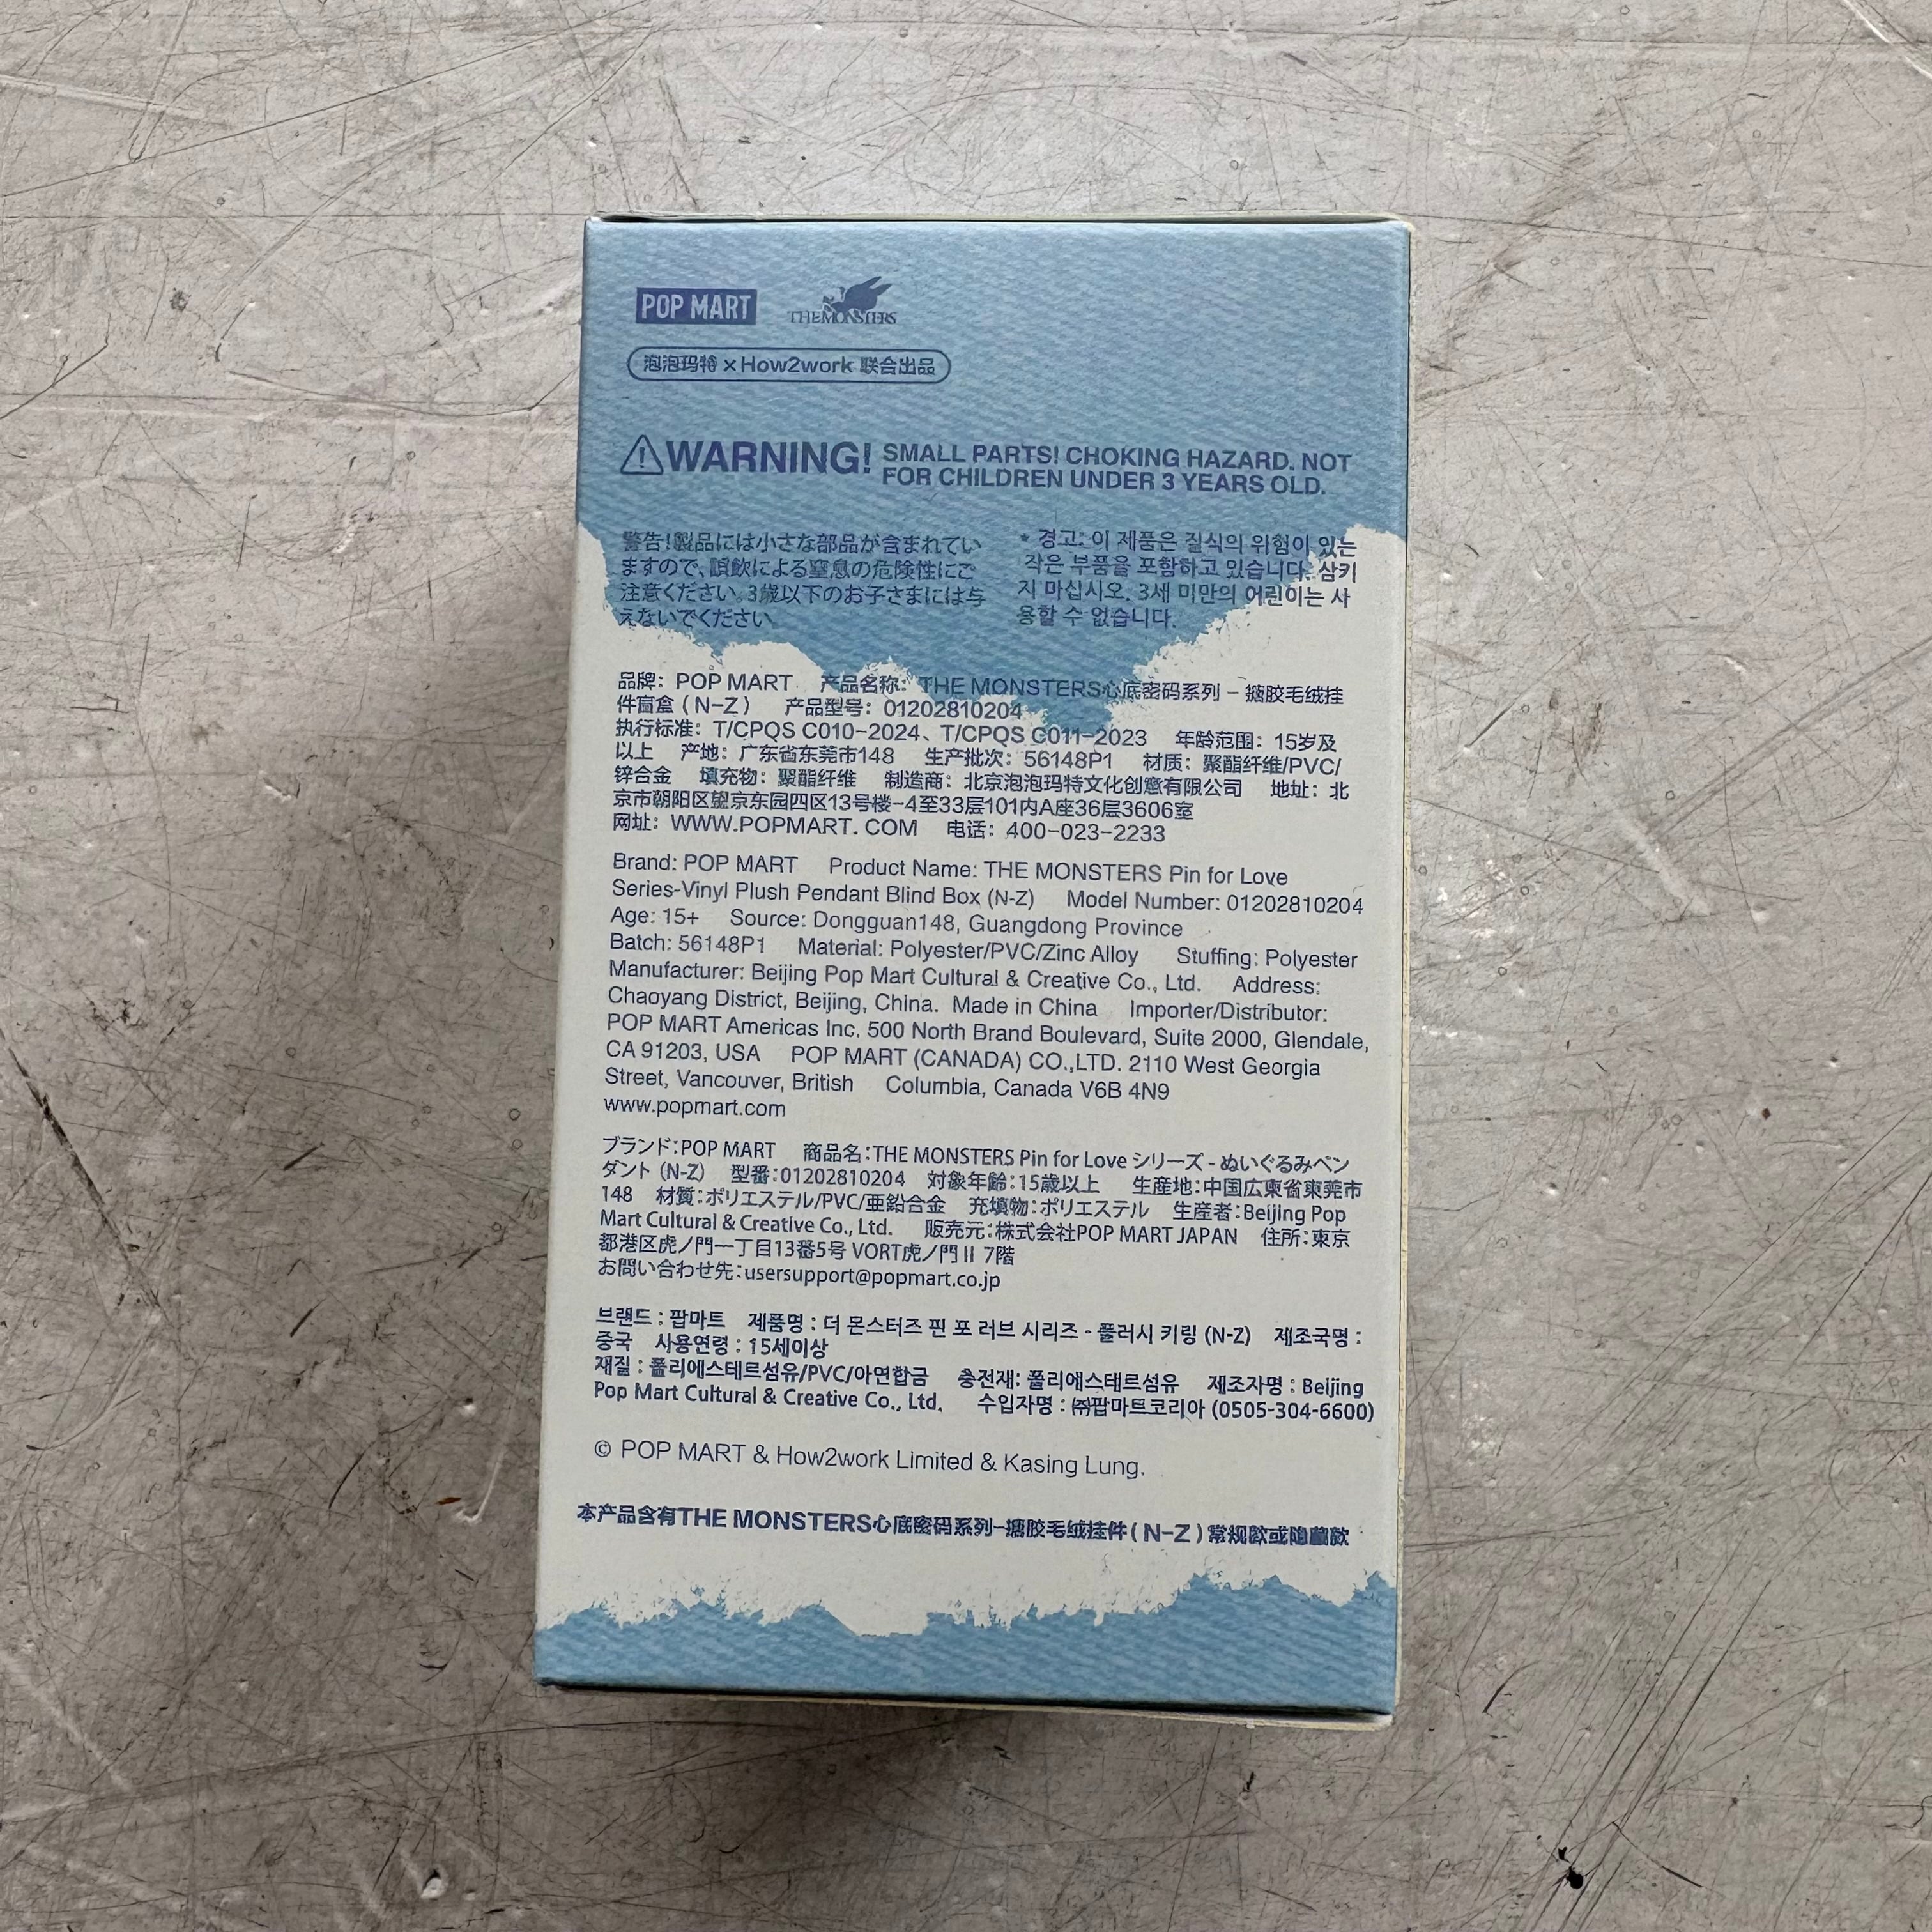 POP MART THE MONSTERS
泡泡玛特 × How2work 联合出品
WARNING! SMALL PARTS! CHOKING HAZARD. NOT
FOR CHILDREN UNDER 3 YEARS OLD.
警告!製品には小さな部品が含まれてい
ますので、誤飲による窒息の危険性にご
注意ください。3歳以下のお子さまには与
えないでください。
* 경고: 이 제품은 질식의 위험이 있는
작은 부품을 포함하고 있습니다. 삼키
지 마십시오. 3세 미만의 어린이는 사
용할 수 없습니다.
品牌：POP MART 产品名称：THE MONSTERS心底密码系列 – 搪胶毛绒挂
件盲盒 ( N–Z ) 产品型号：01202810204
执行标准：T/CPQS C010–2024、T/CPQS C011–2023 年龄范围：15岁及
以上 产地：广东省东莞市148 生产批次：56148P1 材质：聚酯纤维/PVC/
锌合金 填充物：聚酯纤维 制造商：北京泡泡玛特文化创意有限公司 地址：北
京市朝阳区望京东园四区13号楼–4至33层101内A座36层3606室
网址：WWW.POPMART. COM 电话：400–023–2233
Brand: POP MART Product Name: THE MONSTERS Pin for Love
Series-Vinyl Plush Pendant Blind Box (N-Z) Model Number: 01202810204
Age: 15+ Source: Dongguan148, Guangdong Province
Batch: 56148P1 Material: Polyester/PVC/Zinc Alloy Stuffing: Polyester
Manufacturer: Beijing Pop Mart Cultural & Creative Co., Ltd. Address:
Chaoyang District, Beijing, China. Made in China Importer/Distributor:
POP MART Americas Inc. 500 North Brand Boulevard, Suite 2000, Glendale,
CA 91203, USA POP MART (CANADA) CO.,LTD. 2110 West Georgia
Street, Vancouver, British Columbia, Canada V6B 4N9
www.popmart.com
ブランド:POP MART 商品名:THE MONSTERS Pin for Love シリーズ - ぬいぐるみペン
ダント (N-Z) 型番:01202810204 対象年齢:15歳以上 生産地:中国広東省東莞市
148 材質:ポリエステル/PVC/亜鉛合金 充填物:ポリエステル 生産者:Beijing Pop
Mart Cultural & Creative Co., Ltd. 販売元:株式会社POP MART JAPAN 住所:東京
都港区虎ノ門一丁目13番5号 VORT虎ノ門 II 7階
お問い合わせ先:usersupport@popmart.co.jp
브랜드 : 팝마트 제품명 : 더 몬스터즈 핀 포 러브 시리즈 - 플러시 키링 (N-Z) 제조국명 :
중국 사용연령 : 15세이상
재질 : 폴리에스테르섬유/PVC/아연합금 충전재: 폴리에스테르섬유 제조자명 : Beijing
Pop Mart Cultural & Creative Co., Ltd. 수입자명 : ㈜팝마트코리아 (0505-304-6600)
© POP MART & How2work Limited & Kasing Lung.
本产品含有THE MONSTERS心底密码系列–搪胶毛绒挂件 ( N–Z ) 常规款或隐藏款